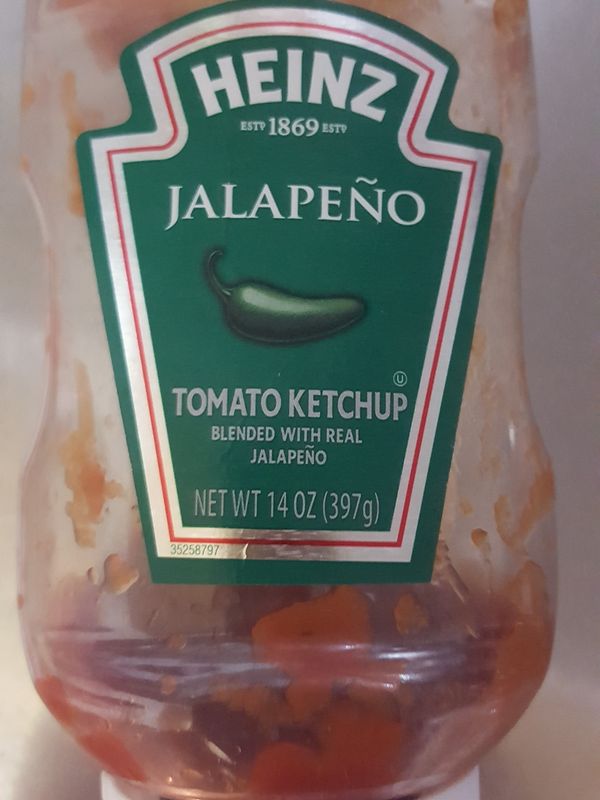 HEINZ
ESTD 1869 ESTD
JALAPEÑO
U
TOMATO KETCHUP
BLENDED WITH REAL
JALAPEÑO
NET WT 14 OZ (397g)
35258797